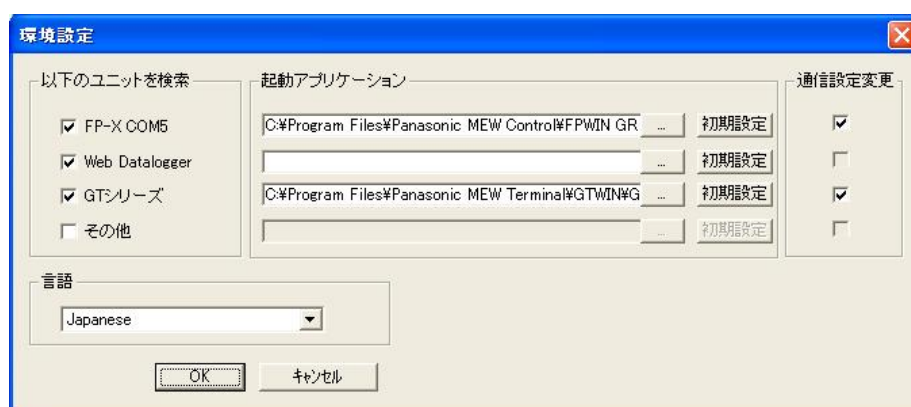 環境設定
以下のユニットを検索 起動アプリケーション 通信設定変更
FP-X COM5 C:¥Program Files¥Panasonic MEW Control¥FPWIN GR ... 初期設定
Web Datalogger ... 初期設定
GTシリーズ C:¥Program Files¥Panasonic MEW Terminal¥GTWIN¥G ... 初期設定
その他 ... 初期設定
言語
Japanese
OK キャンセル